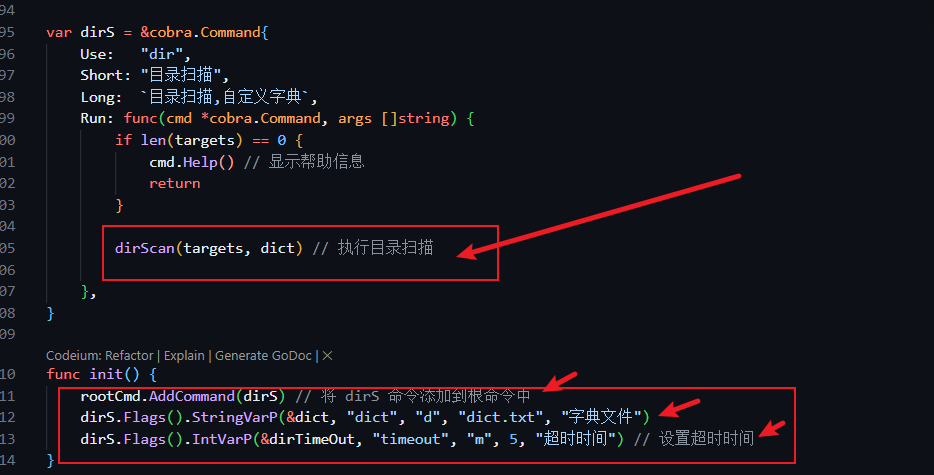 94
95 var dirS = &cobra.Command{
96 Use: "dir",
97 Short: "目录扫描",
98 Long: `目录扫描,自定义字典`,
99 Run: func(cmd *cobra.Command, args []string) {
00 if len(targets) == 0 {
01 cmd.Help() // 显示帮助信息
02 return
03 }
04
05 dirScan(targets, dict) // 执行目录扫描
06
07 },
08 }
09
Codeium: Refactor | Explain | Generate GoDoc | ×
10 func init() {
11 rootCmd.AddCommand(dirS) // 将 dirS 命令添加到根命令中
12 dirS.Flags().StringVarP(&dict, "dict", "d", "dict.txt", "字典文件")
13 dirS.Flags().IntVarP(&dirTimeOut, "timeout", "m", 5, "超时时间") // 设置超时时间
14 }